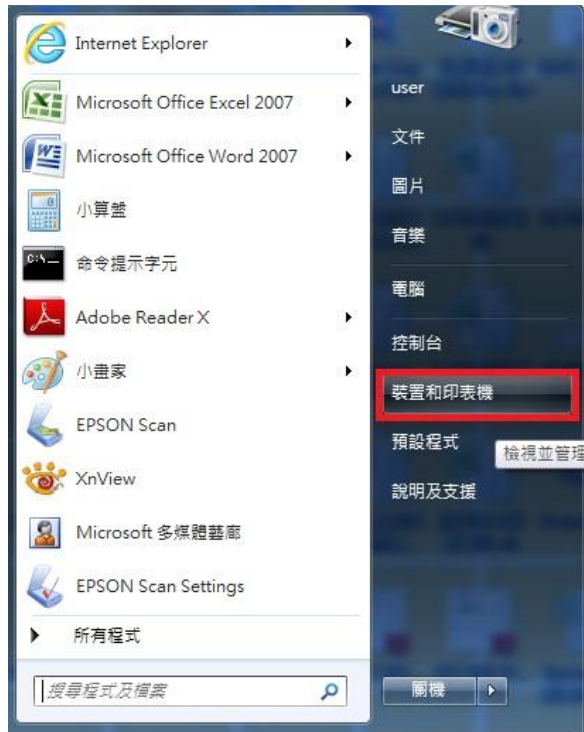 Internet Explorer
Microsoft Office Excel 2007
Microsoft Office Word 2007
小算盤
命令提示字元
Adobe Reader X
小畫家
EPSON Scan
XnView
Microsoft 多媒體藝廊
EPSON Scan Settings
所有程式
搜尋程式及檔案
user
文件
圖片
音樂
電腦
控制台
裝置和印表機
預設程式
檢視並管理
說明及支援
關機